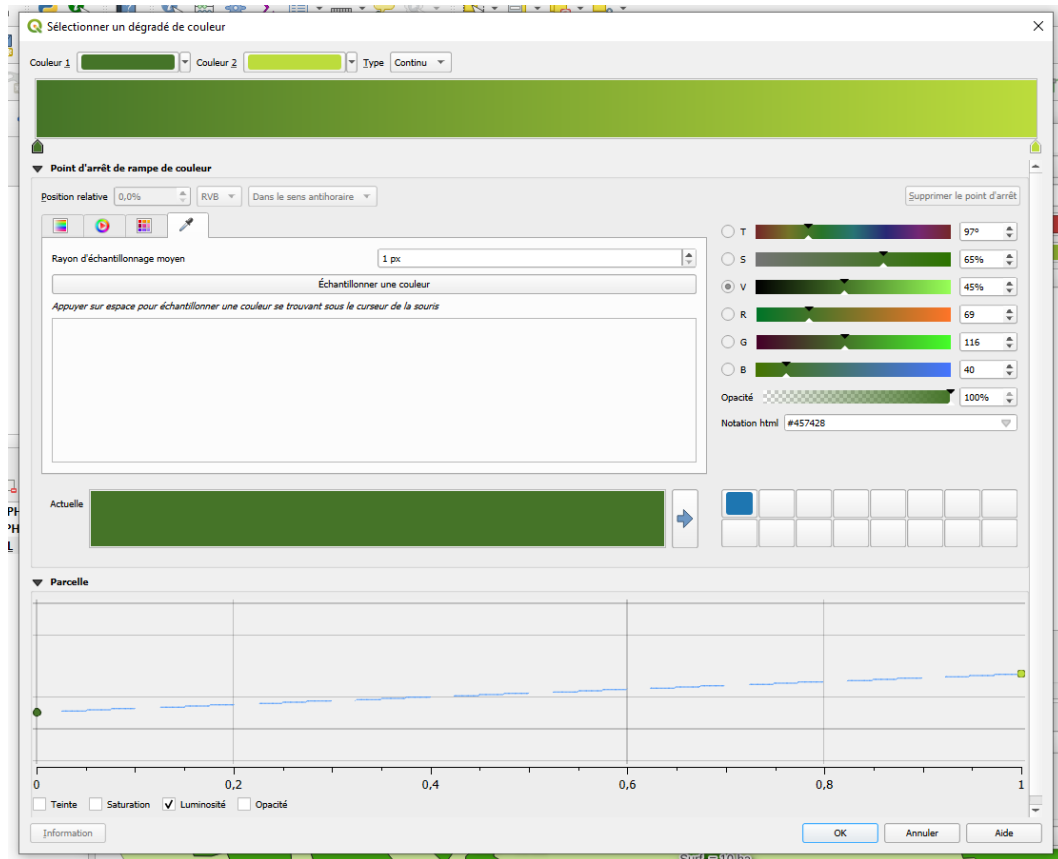 Sélectionner un dégradé de couleur
Couleur 1 Couleur 2 Type Continu
Point d'arrêt de rampe de couleur
Position relative 0,0% RVB Dans le sens antihoraire Supprimer le point d'arrêt
Rayon d'échantillonnage moyen 1 px
Échantillonner une couleur
Appuyer sur espace pour échantillonner une couleur se trouvant sous le curseur de la souris
T 97°
S 65%
V 45%
R 69
G 116
B 40
Opacité 100%
Notation html #457428
Actuelle
Parcelle
0 0,2 0,4 0,6 0,8 1
Teinte Saturation Luminosité Opacité
Information OK Annuler Aide